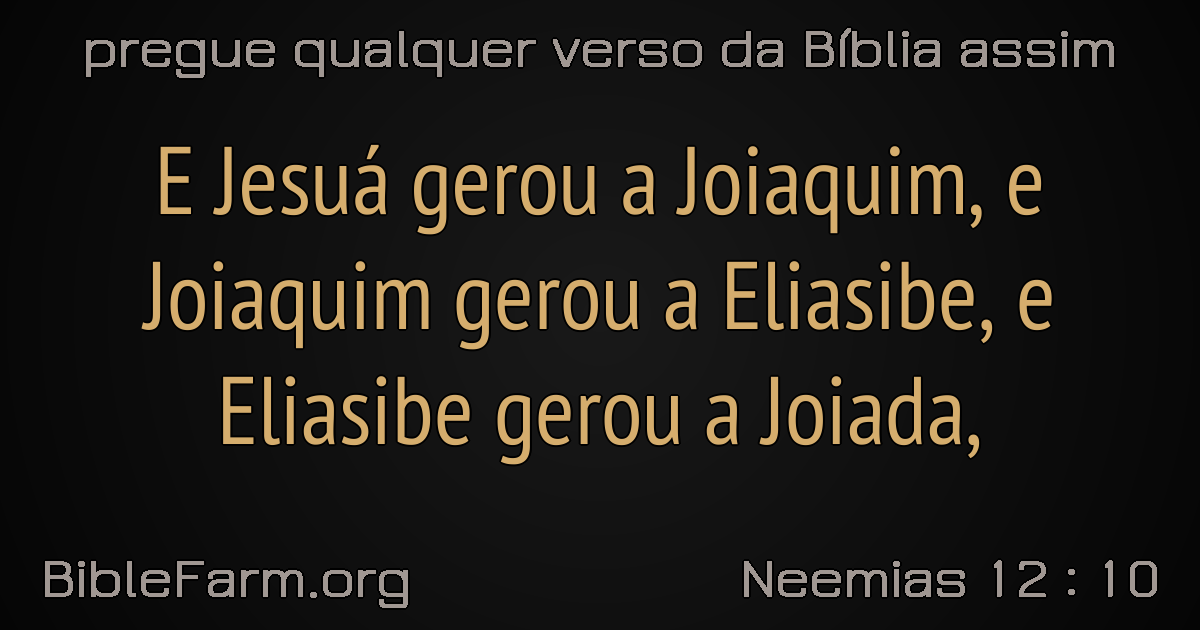 pregue qualquer verso da Bíblia assim
E Jesuá gerou a Joiaquim, e
Joiaquim gerou a Eliasibe, e
Eliasibe gerou a Joiada,
BibleFarm.org
Neemias 12 : 10